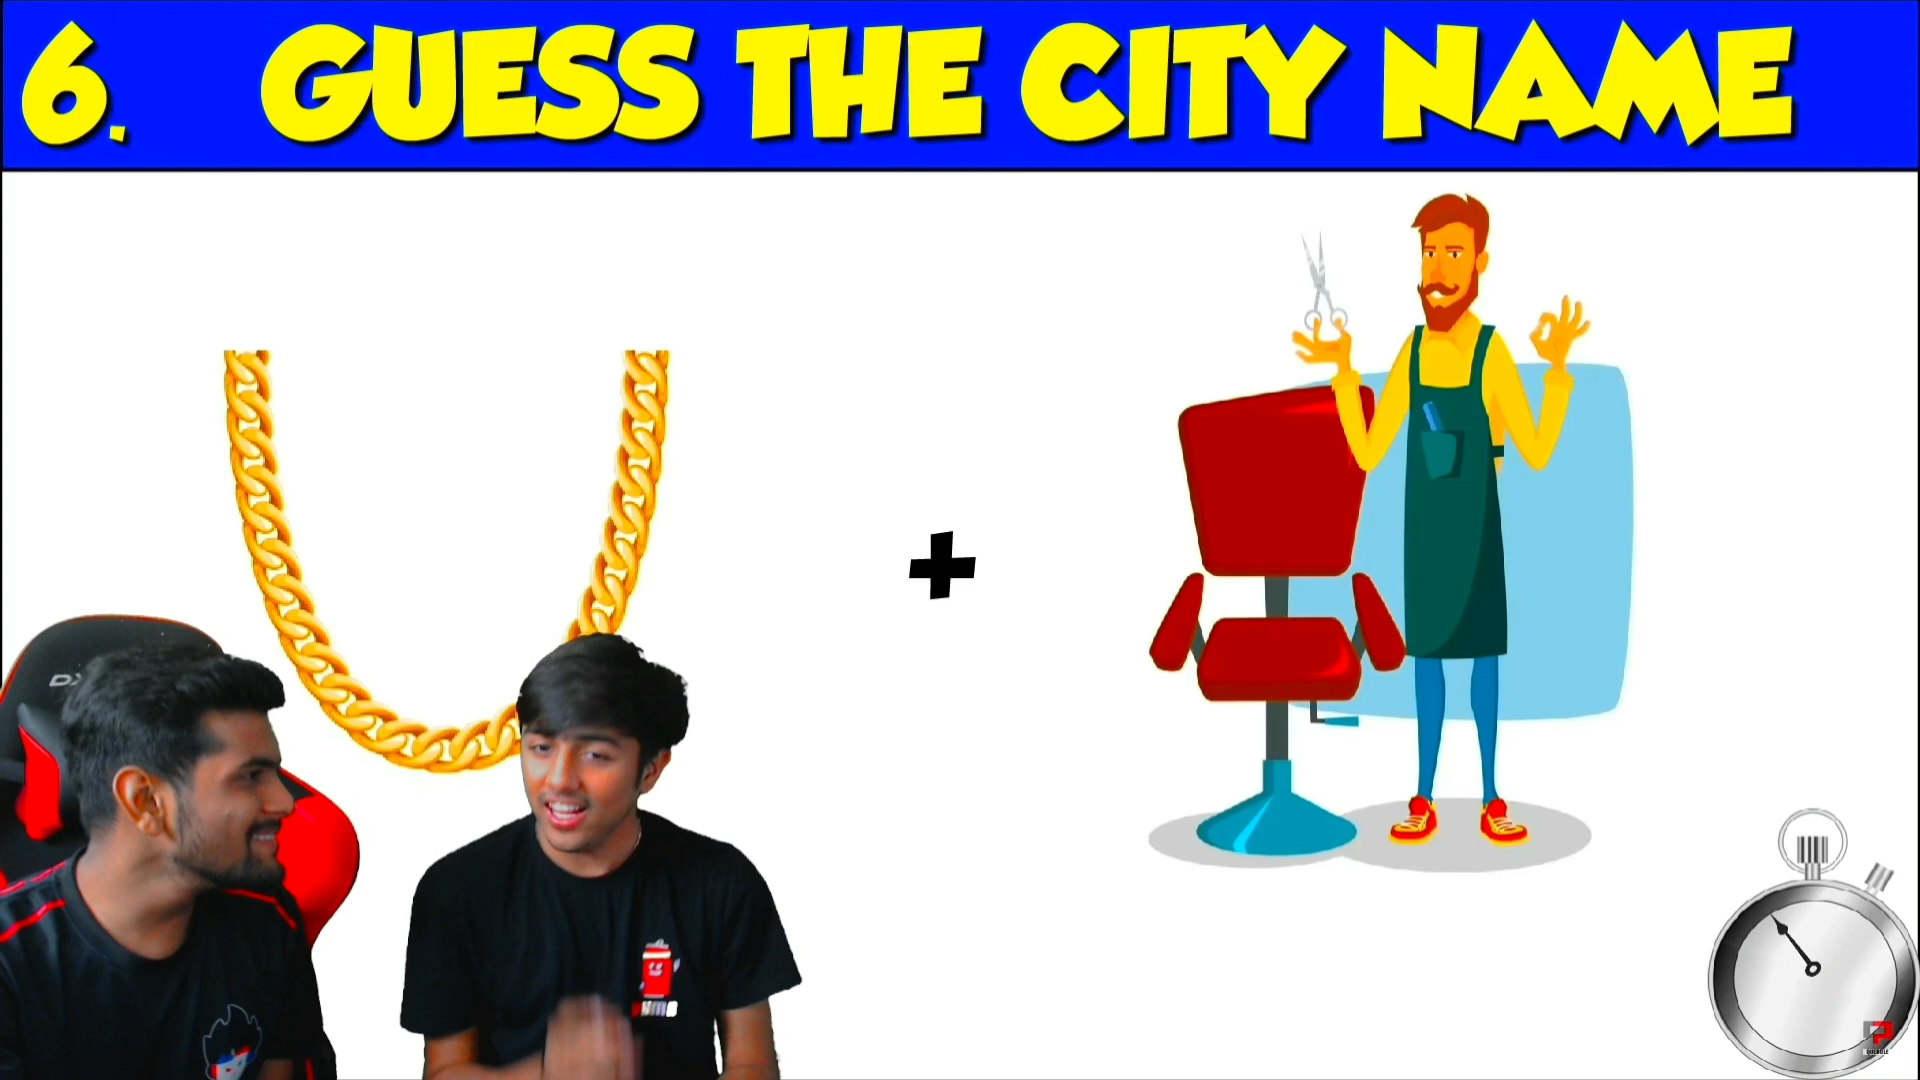 6. GUESS THE CITY NAME
+